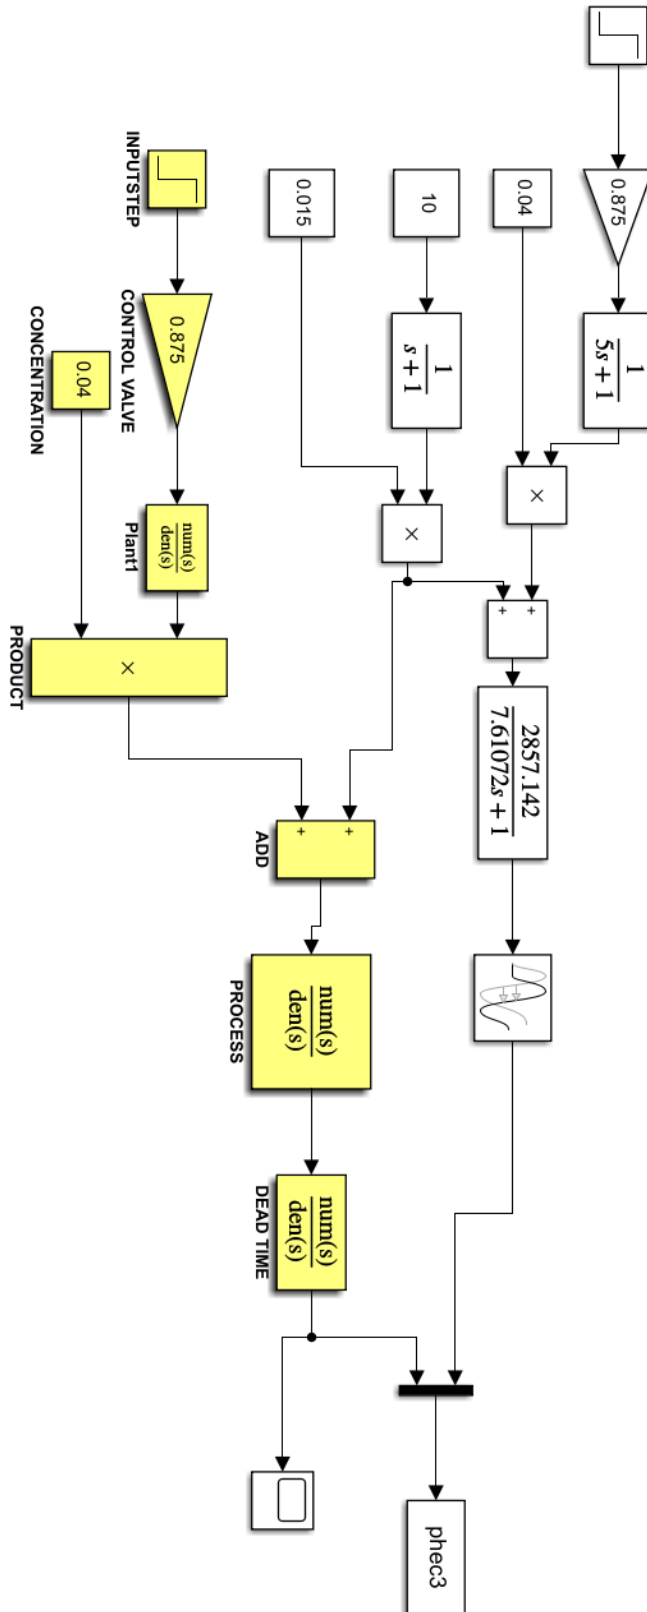 0.875
1
5s + 1
0.04
×
+
+
2857.142
7.61072s + 1
10
1
s + 1
0.015
×
phec3
INPUTSTEP
0.875
CONTROL VALVE
num(s)
den(s)
Plant1
0.04
CONCENTRATION
×
PRODUCT
+
+
ADD
num(s)
den(s)
PROCESS
num(s)
den(s)
DEAD TIME